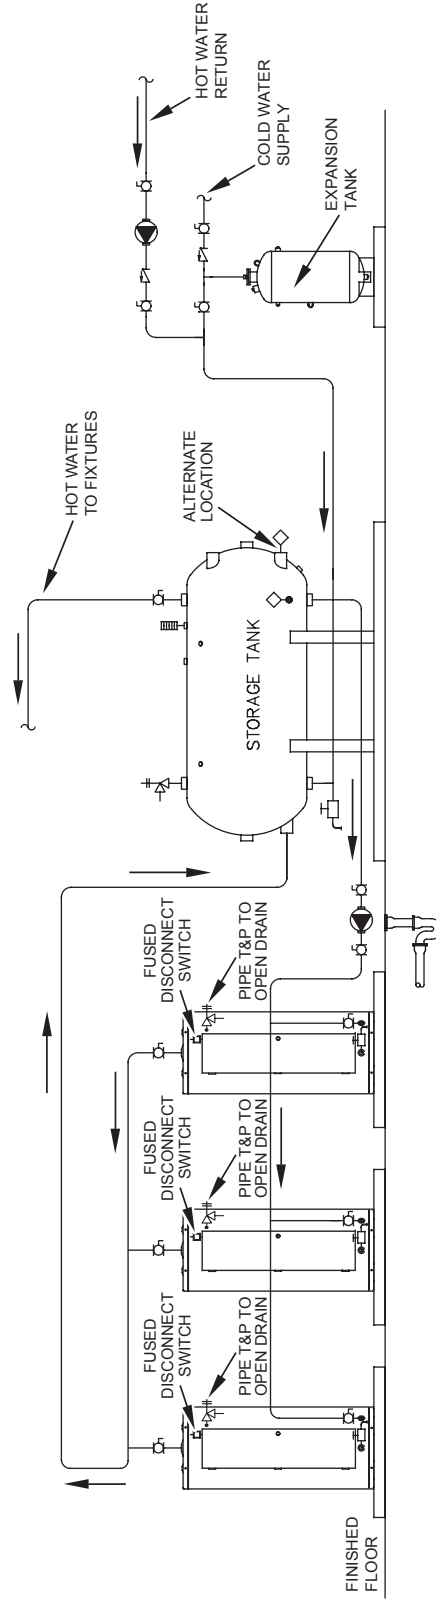 HOT WATER
TO FIXTURES
HOT WATER
RETURN
COLD WATER
SUPPLY
ALTERNATE
LOCATION
EXPANSION
TANK
STORAGE TANK
FUSED
DISCONNECT
SWITCH
FUSED
DISCONNECT
SWITCH
FUSED
DISCONNECT
SWITCH
PIPE T&P TO
OPEN DRAIN
PIPE T&P TO
OPEN DRAIN
PIPE T&P TO
OPEN DRAIN
FINISHED
FLOOR